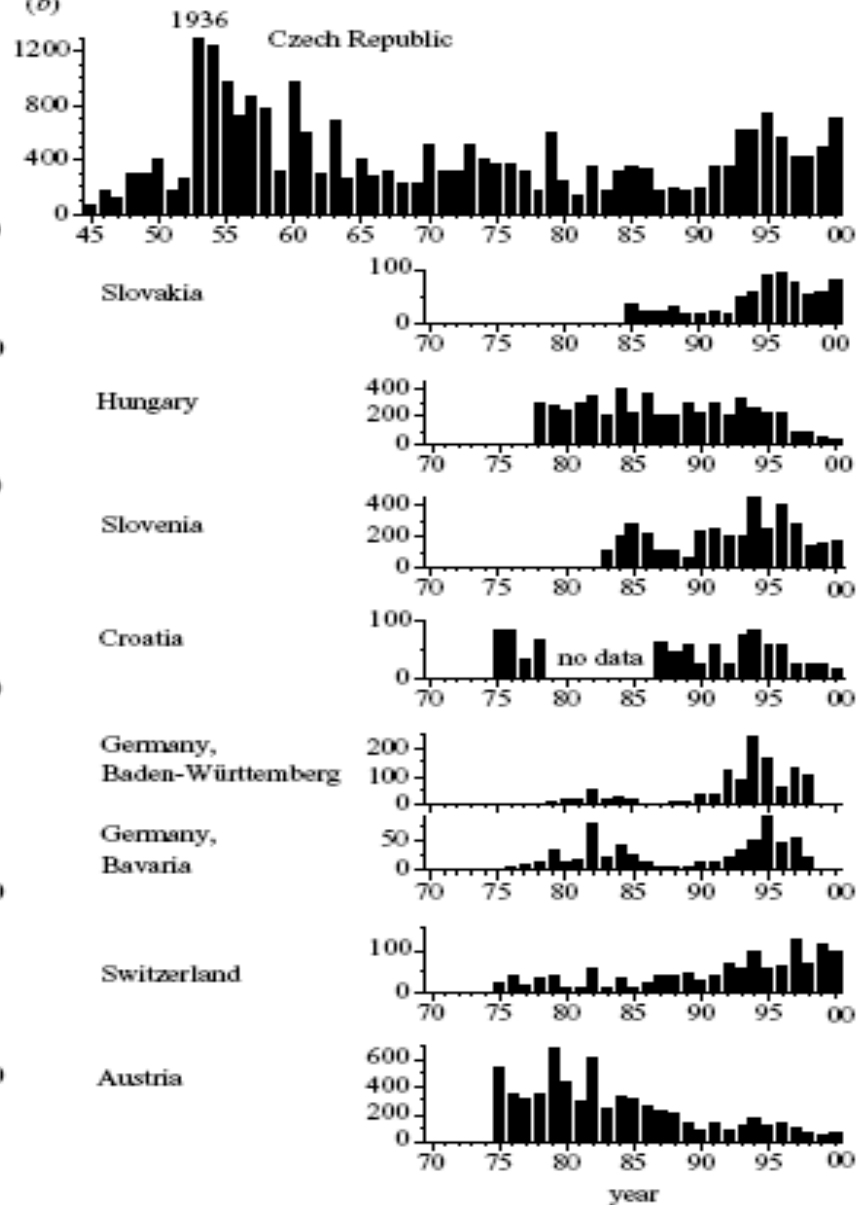 (b)
1936
Czech Republic
1200
800
400
0
45 50 55 60 65 70 75 80 85 90 95 00
Slovakia
100
0
70 75 80 85 90 95 00
Hungary
400
200
0
70 75 80 85 90 95 00
Slovenia
400
200
0
70 75 80 85 90 95 00
Croatia
100
no data
0
70 75 80 85 90 95 00
Germany,
Baden-Württemberg
200
100
0
Germany,
Bavaria
50
0
70 75 80 85 90 95 00
Switzerland
100
0
70 75 80 85 90 95 00
Austria
600
400
200
0
70 75 80 85 90 95 00
year